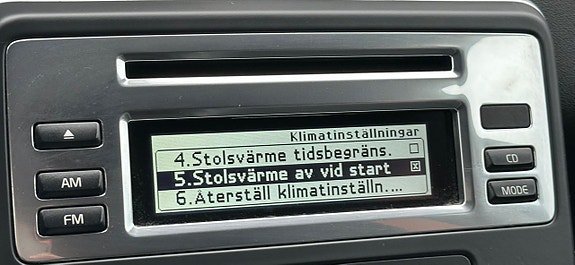 Klimatinställningar
4.Stolsvärme tidsbegräns.
5.Stolsvärme av vid start
6.Återställ klimatinställn....
AM
FM
CD
MODE